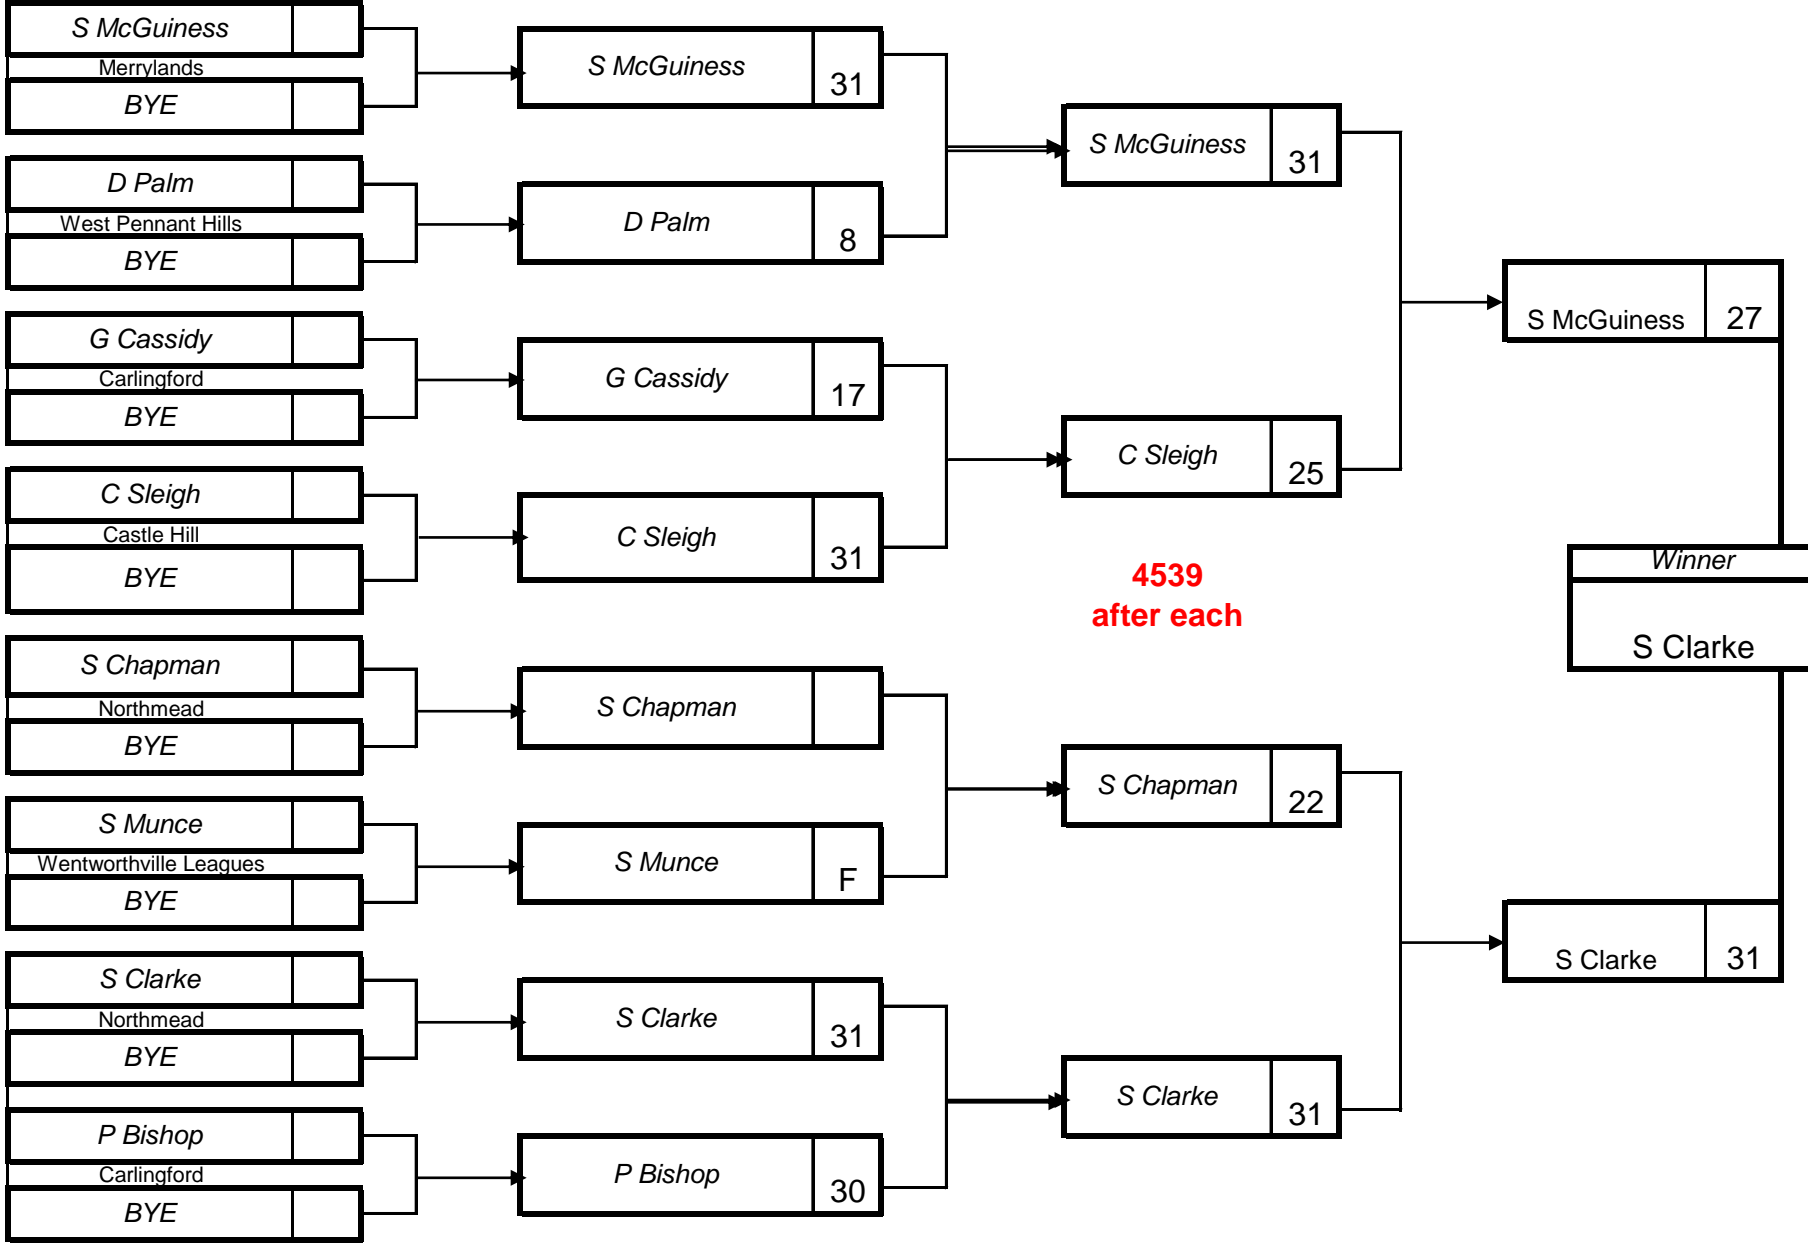 S McGuiness
Merrylands
BYE
D Palm
West Pennant Hills
BYE
G Cassidy
Carlingford
BYE
C Sleigh
Castle Hill
BYE
S Chapman
Northmead
BYE
S Munce
Wentworthville Leagues
BYE
S Clarke
Northmead
BYE
P Bishop
Carlingford
BYE
S McGuiness 31
D Palm 8
G Cassidy 17
C Sleigh 31
S Chapman
S Munce F
S Clarke 31
P Bishop 30
S McGuiness 31
C Sleigh 25
4539
after each
S Chapman 22
S Clarke 31
S McGuiness 27
S Clarke 31
Winner
S Clarke